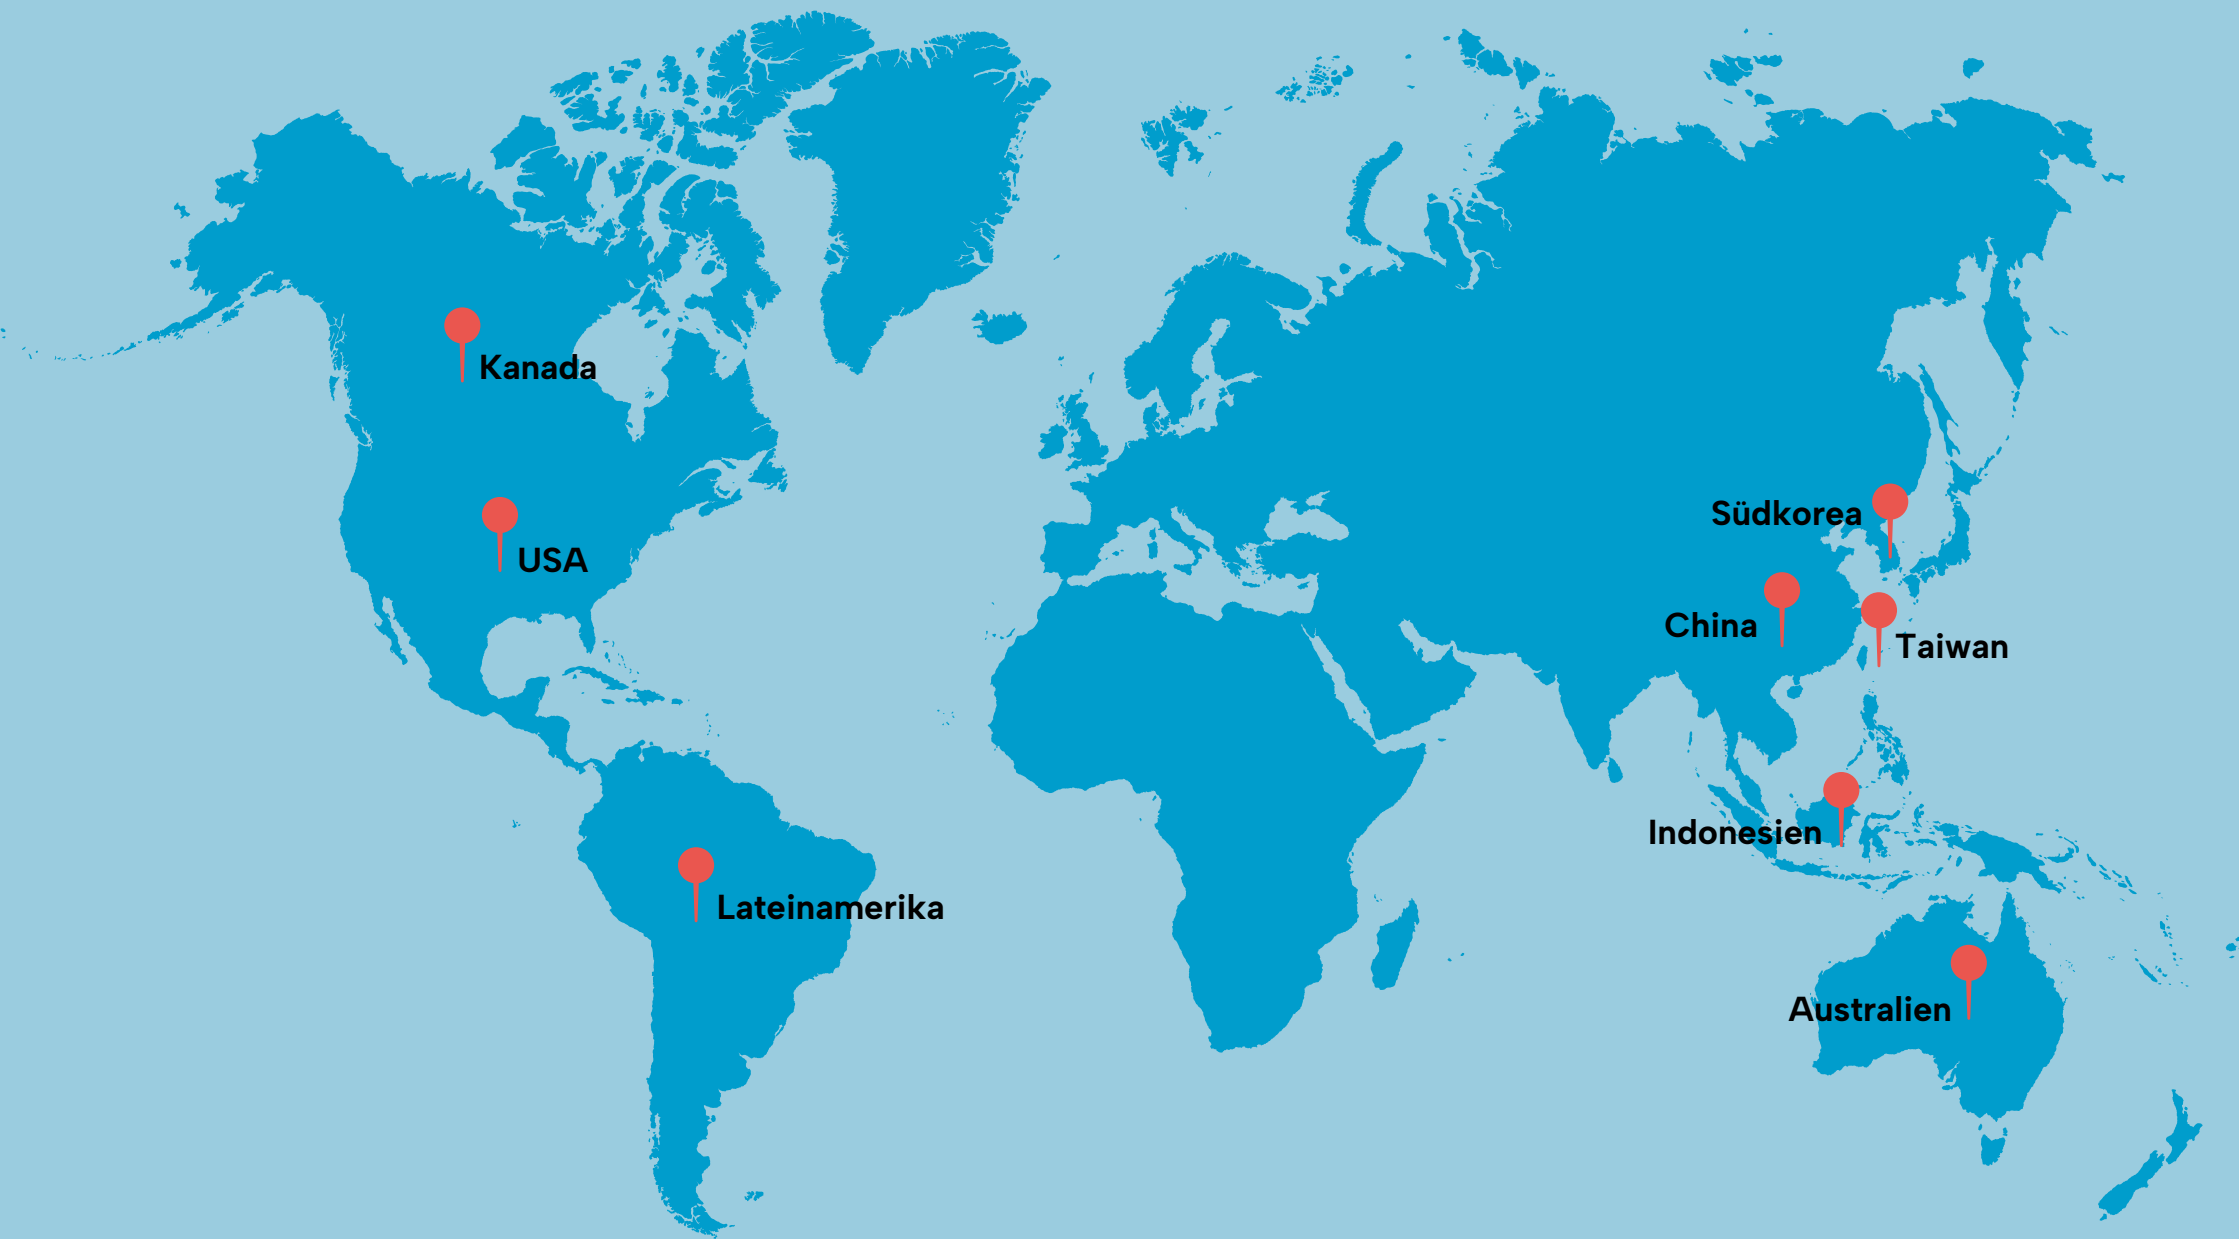 Kanada
Südkorea
USA
China
Taiwan
Indonesien
Lateinamerika
Australien